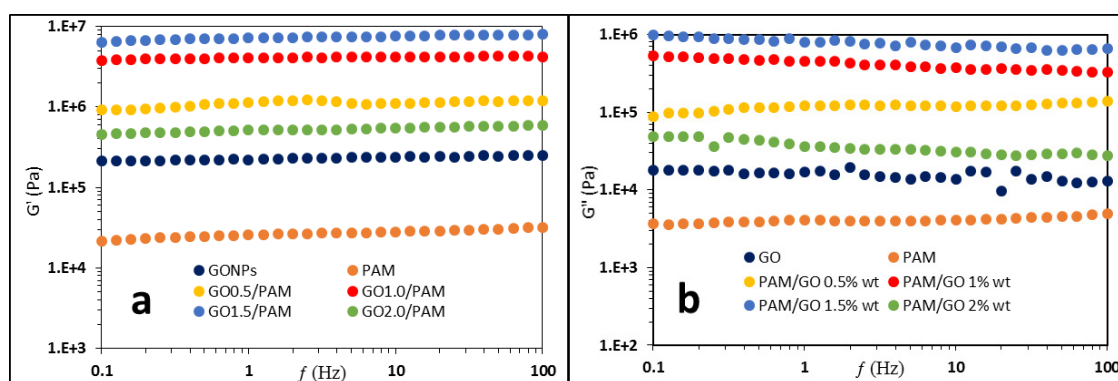 1.E+7
1.E+6
1.E+5
1.E+4
1.E+3
G' (Pa)
0.1 1 10 100
f (Hz)
GONPs PAM
GO0.5/PAM GO1.0/PAM
GO1.5/PAM GO2.0/PAM
a
1.E+6
1.E+5
1.E+4
1.E+3
1.E+2
G'' (Pa)
0.1 1 10 100
f (Hz)
GO PAM
PAM/GO 0.5% wt PAM/GO 1% wt
PAM/GO 1.5% wt PAM/GO 2% wt
b